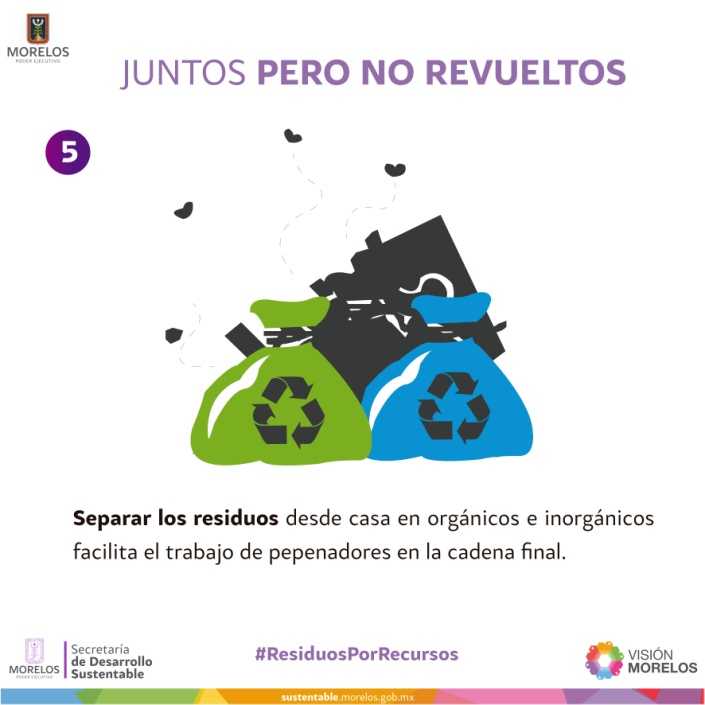 MORELOS
PODER EJECUTIVO
JUNTOS PERO NO REVUELTOS
5
Separar los residuos desde casa en orgánicos e inorgánicos
facilita el trabajo de pepenadores en la cadena final.
MORELOS
PODER EJECUTIVO
Secretaría
de Desarrollo
Sustentable
#ResiduosPorRecursos
VISIÓN
MORELOS
sustentable.morelos.gob.mx